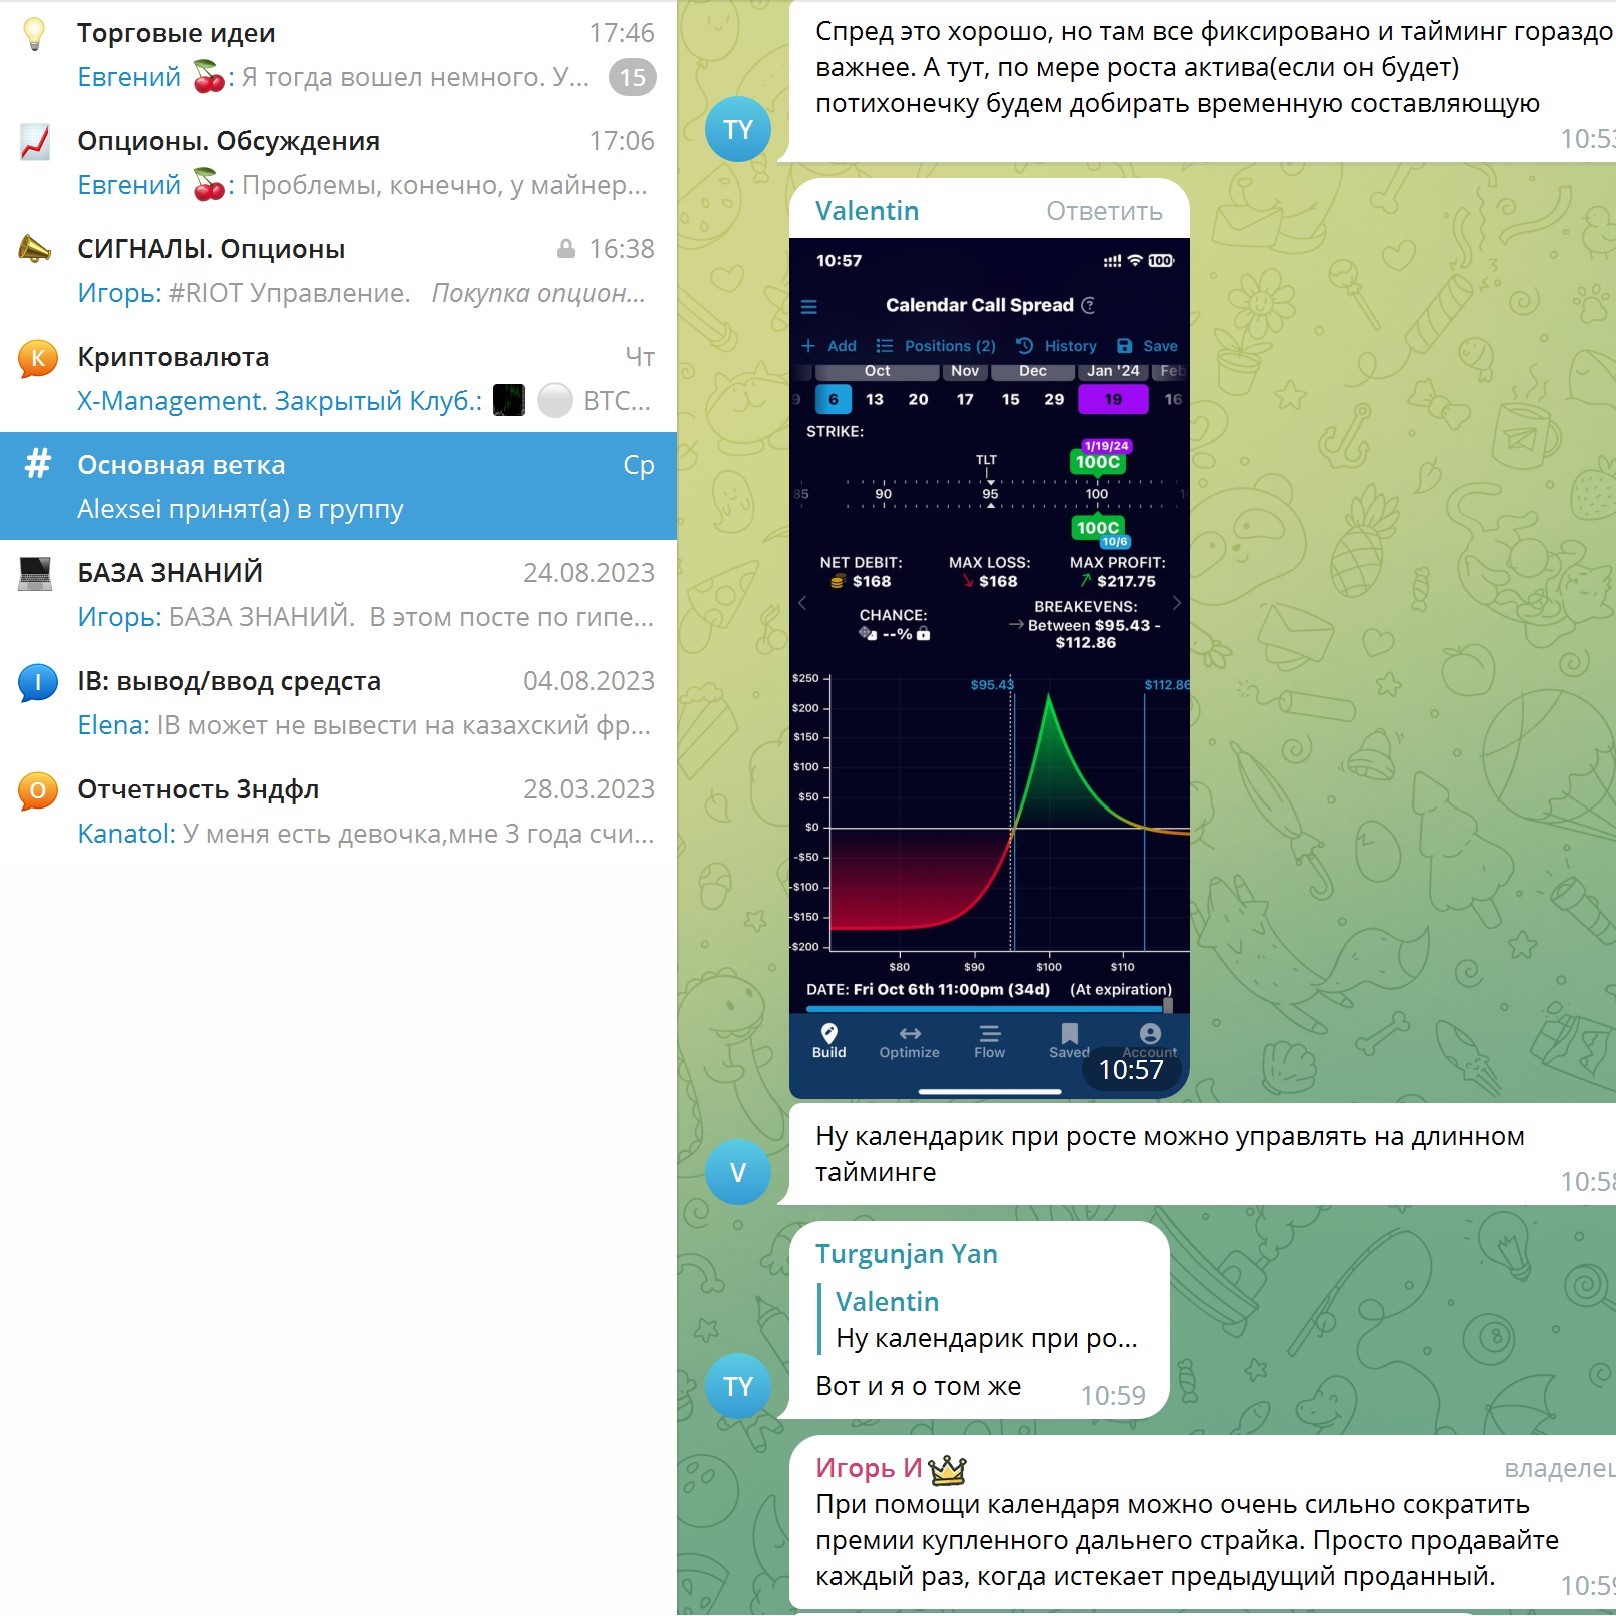 Торговые идеи 17:46
Евгений 🍒: Я тогда вошел немного. У... 15
Опционы. Обсуждения 17:06
Евгений 🍒: Проблемы, конечно, у майнер...
СИГНАЛЫ. Опционы 16:38
Игорь: #RIOT Управление. Покупка опцион...
К
Криптовалюта Чт
X-Management. Закрытый Клуб.: BTC...
# Основная ветка Ср
Alexsei принят(а) в группу
БАЗА ЗНАНИЙ 24.08.2023
Игорь: БАЗА ЗНАНИЙ. В этом посте по гипе...
I
IB: вывод/ввод средста 04.08.2023
Elena: IB может не вывести на казахский фр...
О
Отчетность 3ндфл 28.03.2023
Kanatol: У меня есть девочка,мне 3 года счи...
Спред это хорошо, но там все фиксировано и тайминг гораздо
важнее. А тут, по мере роста актива(если он будет)
потихонечку будем добирать временную составляющую
TY
10:53
Valentin Ответить
10:57 100
Calendar Call Spread ?
+ Add Positions (2) History Save
Oct Nov Dec Jan '24 Feb
9 6 13 20 17 15 29 19 16
STRIKE:
1/19/24
TLT 100C
85 90 95 100
100C
10/6
NET DEBIT: MAX LOSS: MAX PROFIT:
$168 $168 $217.75
CHANCE: BREAKEVENS:
--% Between $95.43 -
$112.86
$95.43 $112.86
$250
$200
$150
$100
$50
$0
-$50
-$100
-$150
-$200
$80 $90 $100 $110
DATE: Fri Oct 6th 11:00pm (34d) (At expiration)
Build Optimize Flow Saved Account
10:57
Ну календарик при росте можно управлять на длинном
тайминге
V
10:58
Turgunjan Yan
Valentin
Ну календарик при ро...
TY
Вот и я о том же 10:59
Игорь И владелец
При помощи календаря можно очень сильно сократить
премии купленного дальнего страйка. Просто продавайте
каждый раз, когда истекает предыдущий проданный.
10:59